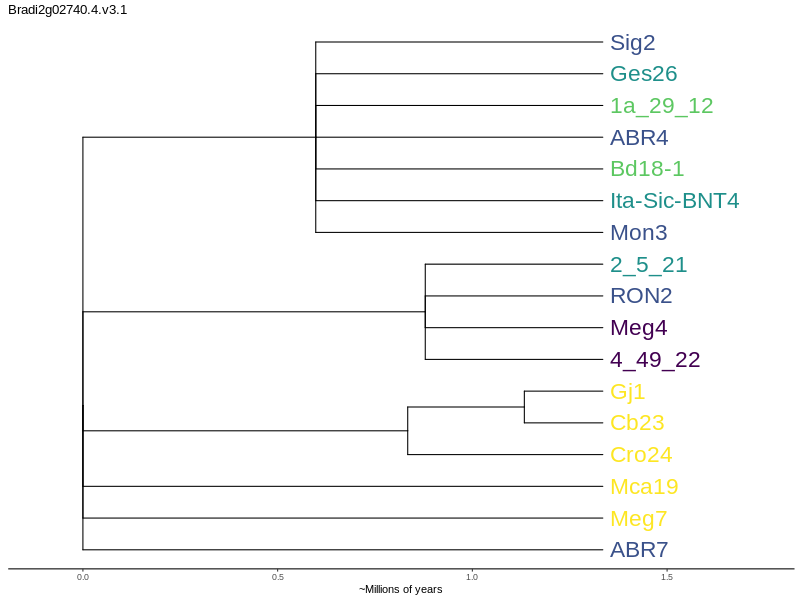 Bradi2g02740.4.v3.1
Sig2
Ges26
1a_29_12
ABR4
Bd18-1
Ita-Sic-BNT4
Mon3
2_5_21
RON2
Meg4
4_49_22
Gj1
Cb23
Cro24
Mca19
Meg7
ABR7
0.0 0.5 1.0 1.5
~Millions of years